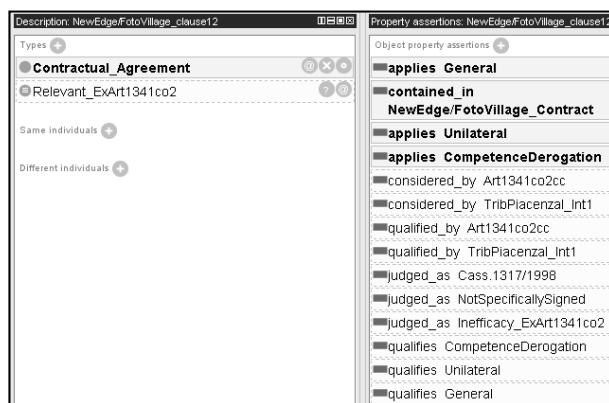 Description: NewEdge/FotoVillage_clause12
Types
Contractual_Agreement
Relevant_ExArt1341co2
Same individuals
Different individuals
Property assertions: NewEdge/FotoVillage_clause12
Object property assertions
applies General
contained_in
NewEdge/FotoVillage_Contract
applies Unilateral
applies CompetenceDerogation
considered_by Art1341co2cc
considered_by TribPiacenzaI_Int1
qualified_by Art1341co2cc
qualified_by TribPiacenzaI_Int1
judged_as Cass.1317/1998
judged_as NotSpecificallySigned
judged_as Inefficacy_ExArt1341co2
qualifies CompetenceDerogation
qualifies Unilateral
qualifies General